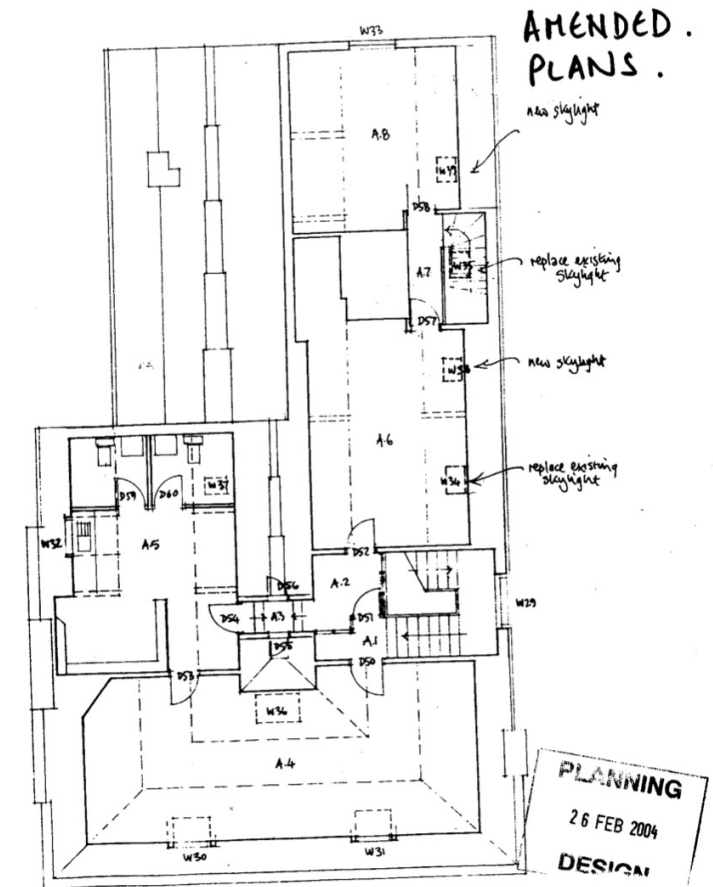 AMENDED.
PLANS.
W33
new skylight
A.8
W39
D58
W35
replace existing
skylight
A.7
D57
new skylight
A.6
W34
replace existing
skylight
D59
D60
W37
W32
A.5
D52
D56
A.2
W29
D54
A.3
D51
A.1
D55
D50
D53
W36
A.4
W30
W31
PLANNING
26 FEB 2004
DESIGN